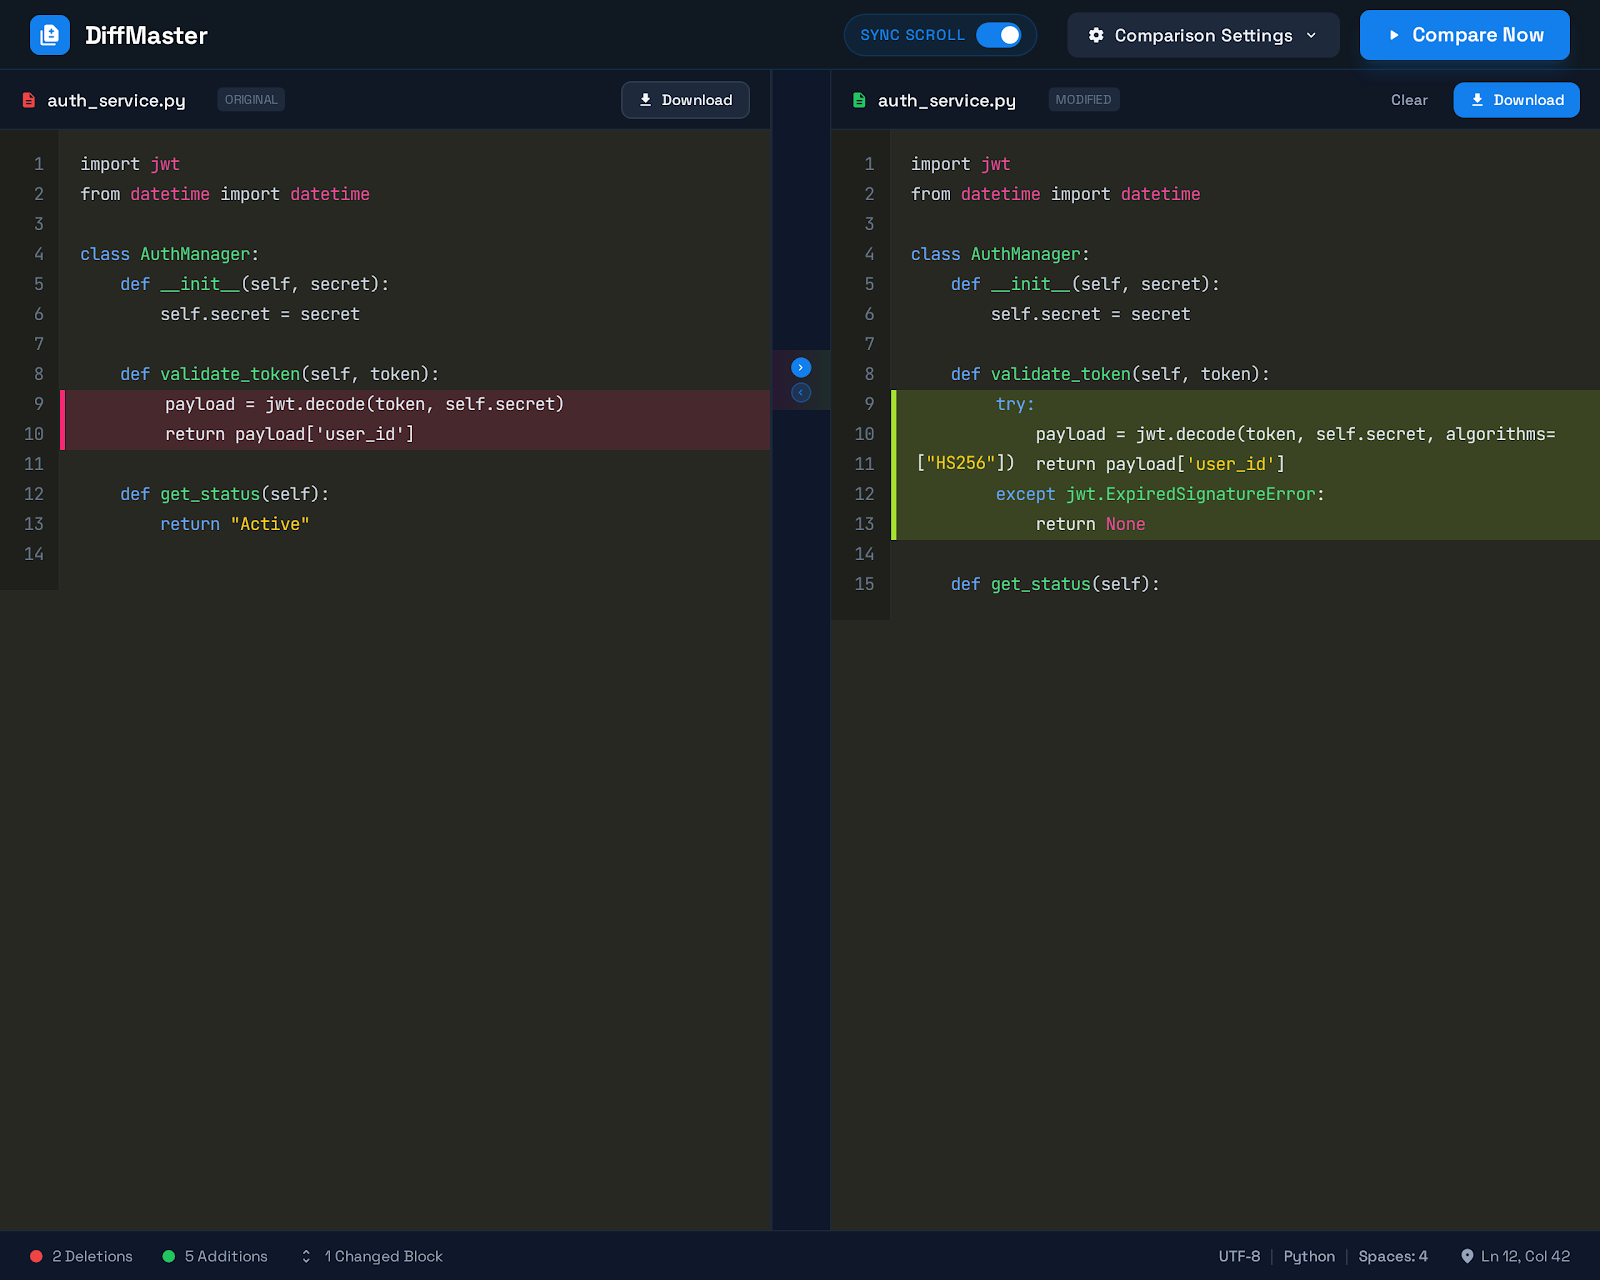 DiffMaster
SYNC SCROLL
Comparison Settings
Compare Now
auth_service.py ORIGINAL Download
1 import jwt
2 from datetime import datetime
3
4 class AuthManager:
5 def __init__(self, secret):
6 self.secret = secret
7
8 def validate_token(self, token):
9 payload = jwt.decode(token, self.secret)
10 return payload['user_id']
11
12 def get_status(self):
13 return "Active"
14
auth_service.py MODIFIED Clear Download
1 import jwt
2 from datetime import datetime
3
4 class AuthManager:
5 def __init__(self, secret):
6 self.secret = secret
7
8 def validate_token(self, token):
9 try:
10 payload = jwt.decode(token, self.secret, algorithms=
11 ["HS256"]) return payload['user_id']
12 except jwt.ExpiredSignatureError:
13 return None
14
15 def get_status(self):
2 Deletions 5 Additions 1 Changed Block
UTF-8 | Python | Spaces: 4 Ln 12, Col 42